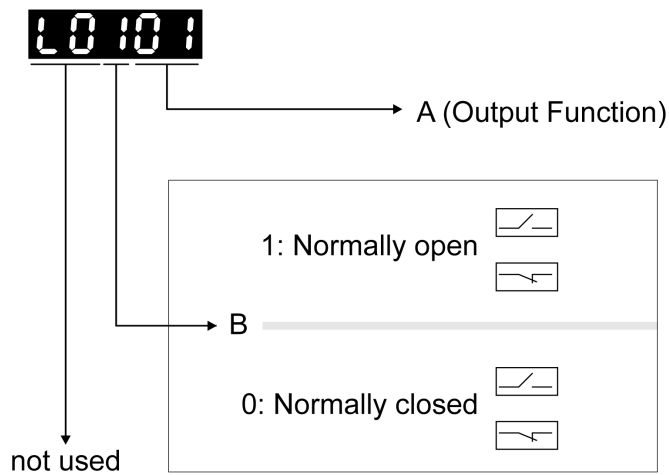 L0101
A (Output Function)
1: Normally open
B
0: Normally closed
not used